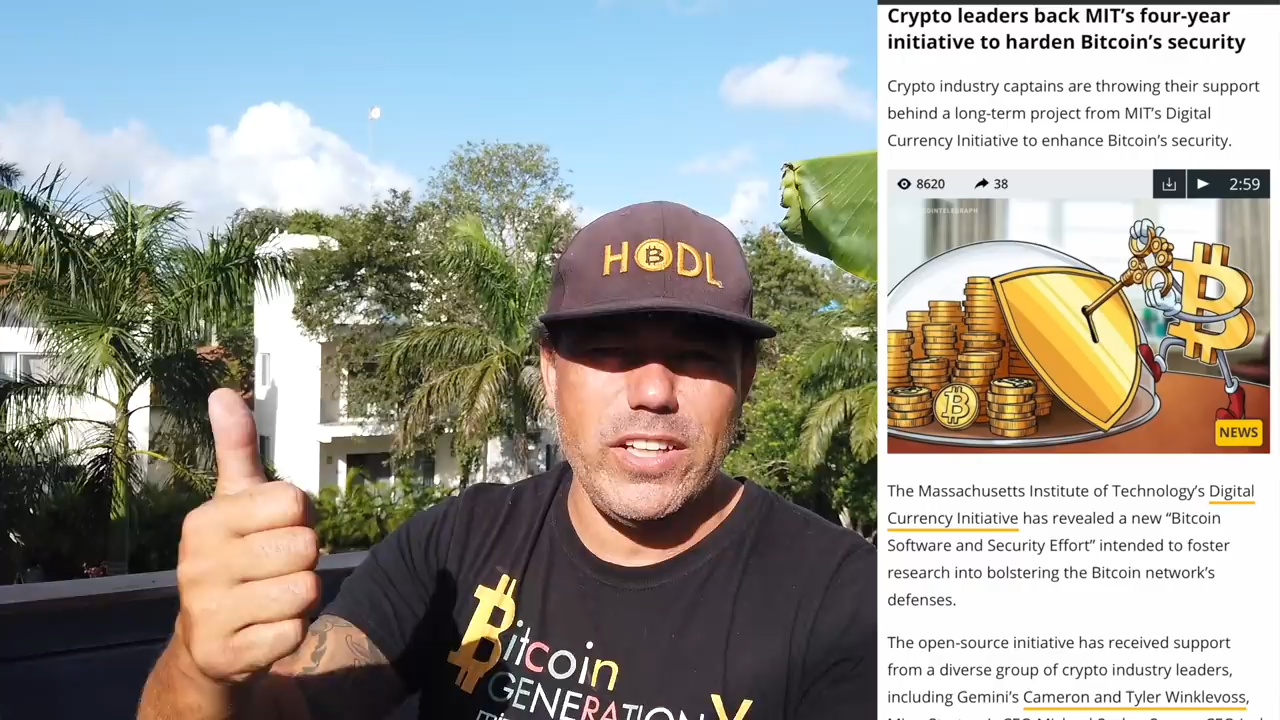 HODL
Bitcoin
GENERATION
Crypto leaders back MIT’s four-year
initiative to harden Bitcoin’s security
Crypto industry captains are throwing their support
behind a long-term project from MIT’s Digital
Currency Initiative to enhance Bitcoin’s security.
8620 38 2:59
COINTELEGRAPH
NEWS
The Massachusetts Institute of Technology’s Digital
Currency Initiative has revealed a new “Bitcoin
Software and Security Effort” intended to foster
research into bolstering the Bitcoin network’s
defenses.
The open-source initiative has received support
from a diverse group of crypto industry leaders,
including Gemini’s Cameron and Tyler Winklevoss,